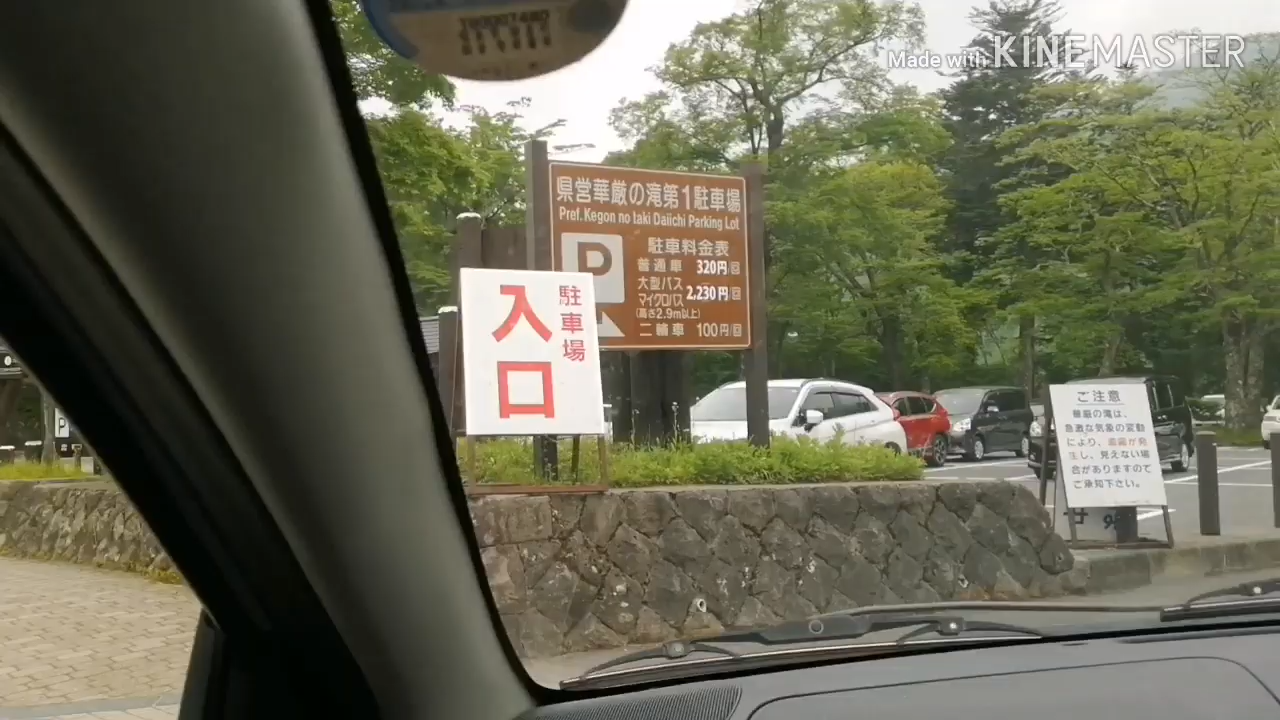 Made with KINEMASTER
県営華厳の滝第1駐車場
Pref. Kegon no taki Daiichi Parking Lot
P
駐車料金表
普通車 320円/回
大型バス
マイクロバス 2,230円/回
(高さ2.9m以上)
二輪車 100円/回
駐車場
入口
ご注意
華厳の滝は、
急激な気象の変動
により、霧が発
生し、見えない場
合がありますので
ご承知下さい。
P